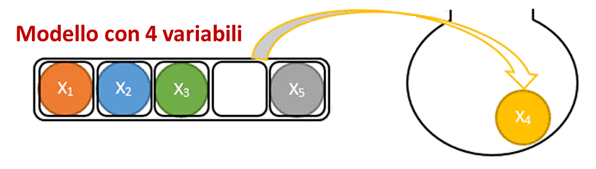 Modello con 4 variabili
X₁ X₂ X₃ X₅
X₄